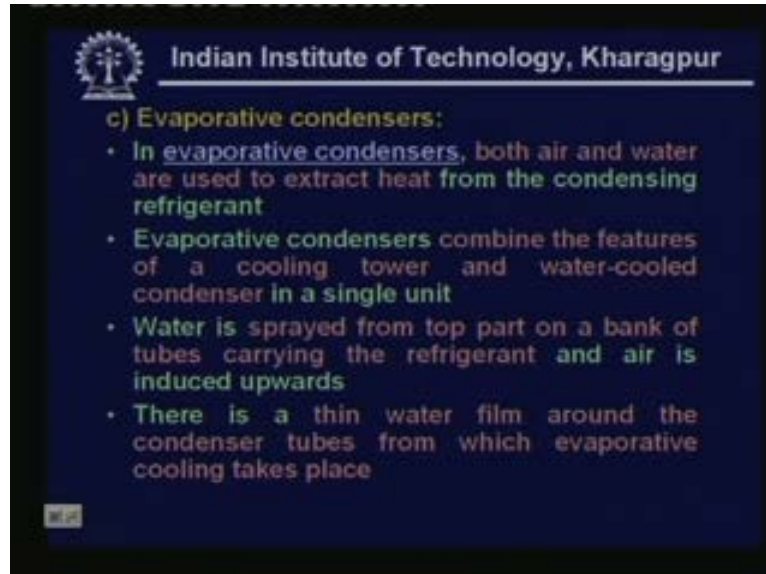 Indian Institute of Technology, Kharagpur
c) Evaporative condensers:
• In evaporative condensers, both air and water
are used to extract heat from the condensing
refrigerant
• Evaporative condensers combine the features
of a cooling tower and water-cooled
condenser in a single unit
• Water is sprayed from top part on a bank of
tubes carrying the refrigerant and air is
induced upwards
• There is a thin water film around the
condenser tubes from which evaporative
cooling takes place